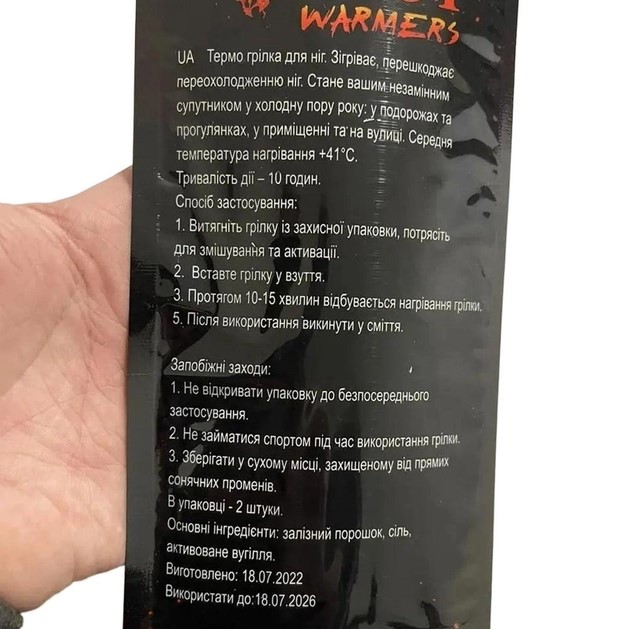 WARMERS
UA Термо грілка для ніг. Зігріває, перешкоджає
переохолодженню ніг. Стане вашим незамінним
супутником у холодну пору року: у подорожах та
прогулянках, у приміщенні та на вулиці. Середня
температура нагрівання +41°C.
Тривалість дії – 10 годин.
Спосіб застосування:
1. Витягніть грілку із захисної упаковки, потрясіть
для змішування та активації.
2. Вставте грілку у взуття.
3. Протягом 10-15 хвилин відбувається нагрівання грілки.
5. Після використання викинути у сміття.
Запобіжні заходи:
1. Не відкривати упаковку до безпосереднього
застосування.
2. Не займатися спортом під час використання грілки.
3. Зберігати у сухому місці, захищеному від прямих
сонячних променів.
В упаковці - 2 штуки.
Основні інгредієнти: залізний порошок, сіль,
активоване вугілля.
Виготовлено: 18.07.2022
Використати до:18.07.2026